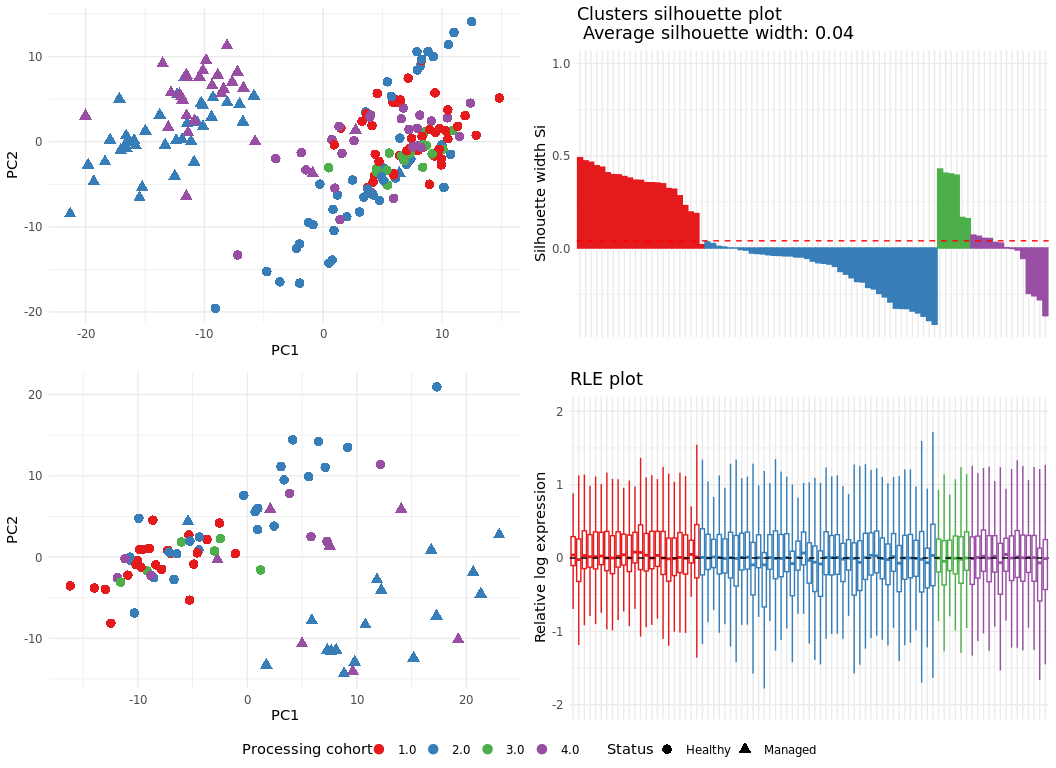 10
0
-10
-20
-20
-10
0
10
PC2
PC1
Clusters silhouette plot
Average silhouette width: 0.04
1.0
0.5
0.0
Silhouette width Si
20
10
0
-10
-10
0
10
20
PC2
PC1
RLE plot
2
1
0
-1
-2
Relative log expression
Processing cohort 1.0 2.0 3.0 4.0 Status Healthy Managed